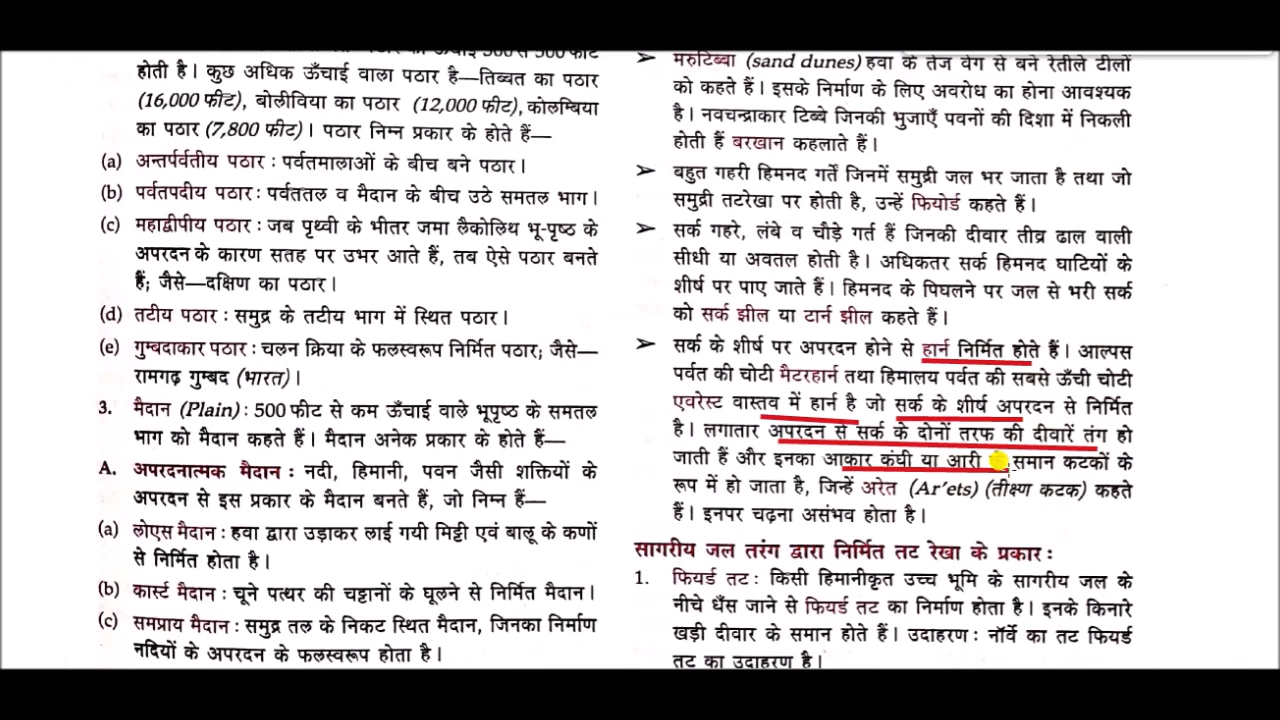 होती है। कुछ अधिक ऊँचाई वाला पठार है—तिब्बत का पठार
(16,000 फीट), बोलीविया का पठार (12,000 फीट), कोलम्बिया
का पठार (7,800 फीट)। पठार निम्न प्रकार के होते हैं—
(a) अन्तर्पर्वतीय पठार : पर्वतमालाओं के बीच बने पठार।
(b) पर्वतपदीय पठार : पर्वततल व मैदान के बीच उठे समतल भाग।
(c) महाद्वीपीय पठार : जब पृथ्वी के भीतर जमा लैकोलिथ भू-पृष्ठ के
अपरदन के कारण सतह पर उभर आते हैं, तब ऐसे पठार बनते
हैं; जैसे—दक्षिण का पठार।
(d) तटीय पठार : समुद्र के तटीय भाग में स्थित पठार।
(e) गुम्बदाकार पठार : चलन क्रिया के फलस्वरूप निर्मित पठार; जैसे—
रामगढ़ गुम्बद (भारत)।
3. मैदान (Plain) : 500 फीट से कम ऊँचाई वाले भूपृष्ठ के समतल
भाग को मैदान कहते हैं। मैदान अनेक प्रकार के होते हैं—
A. अपरदनात्मक मैदान : नदी, हिमानी, पवन जैसी शक्तियों के
अपरदन से इस प्रकार के मैदान बनते हैं, जो निम्न हैं—
(a) लोएस मैदान : हवा द्वारा उड़ाकर लाई गयी मिट्टी एवं बालू के कणों
से निर्मित होता है।
(b) कार्स्ट मैदान : चूने पत्थर की चट्टानों के घूलने से निर्मित मैदान।
(c) समप्राय मैदान : समुद्र तल के निकट स्थित मैदान, जिनका निर्माण
नदियों के अपरदन के फलस्वरूप होता है।
➢ मरुटिब्बा (sand dunes) हवा के तेज वेग से बने रेतीले टीलों
को कहते हैं। इसके निर्माण के लिए अवरोध का होना आवश्यक
है। नवचन्द्राकार टिब्बे जिनकी भुजाएँ पवनों की दिशा में निकली
होती हैं बरखान कहलाते हैं।
➢ बहुत गहरी हिमनद गर्तें जिनमें समुद्री जल भर जाता है तथा जो
समुद्री तटरेखा पर होती है, उन्हें फियोर्ड कहते हैं।
➢ सर्क गहरे, लंबे व चौड़े गर्त हैं जिनकी दीवार तीव्र ढाल वाली
सीधी या अवतल होती है। अधिकतर सर्क हिमनद घाटियों के
शीर्ष पर पाए जाते हैं। हिमनद के पिघलने पर जल से भरी सर्क
को सर्क झील या टार्न झील कहते हैं।
➢ सर्क के शीर्ष पर अपरदन होने से हार्न निर्मित होते हैं। आल्पस
पर्वत की चोटी मैटरहार्न तथा हिमालय पर्वत की सबसे ऊँची चोटी
एवरेस्ट वास्तव में हार्न है जो सर्क के शीर्ष अपरदन से निर्मित
है। लगातार अपरदन से सर्क के दोनों तरफ की दीवारें तंग हो
जाती हैं और इनका आकार कंघी या आरी समान कटकों के
रूप में हो जाता है, जिन्हें अरेत (Ar'ets) (तीक्ष्ण कटक) कहते
हैं। इनपर चढ़ना असंभव होता है।
सागरीय जल तरंग द्वारा निर्मित तट रेखा के प्रकार :
1. फियर्ड तट : किसी हिमानीकृत उच्च भूमि के सागरीय जल के
नीचे धँस जाने से फियर्ड तट का निर्माण होता है। इनके किनारे
खड़ी दीवार के समान होते हैं। उदाहरण : नॉर्वे का तट फियर्ड
तट का उदाहरण है।